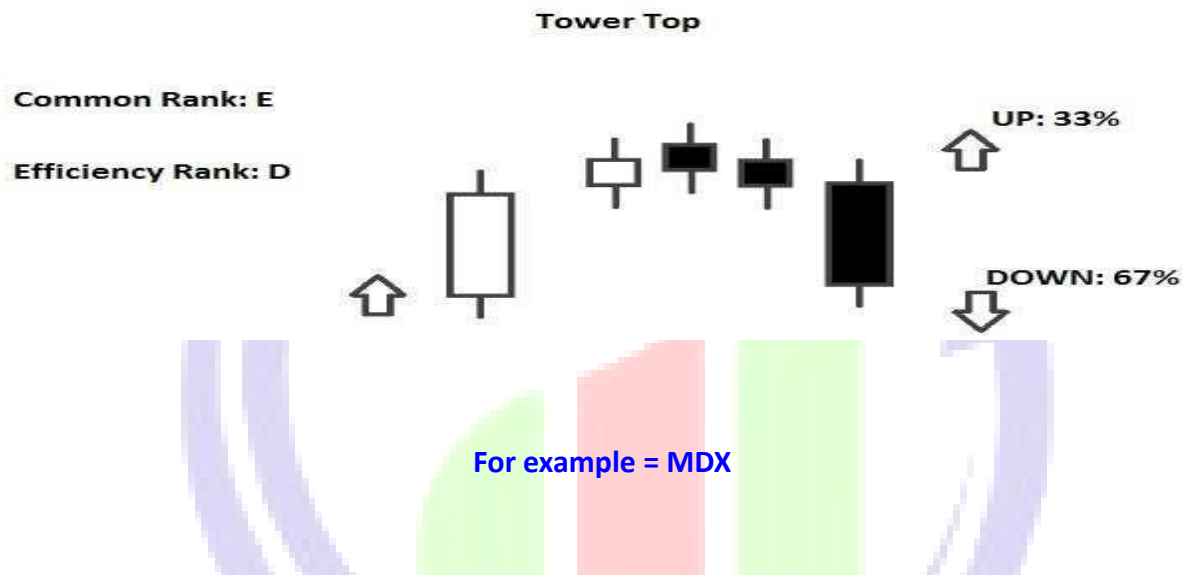 Tower Top
Common Rank: E
UP: 33%
Efficiency Rank: D
DOWN: 67%
For example = MDX